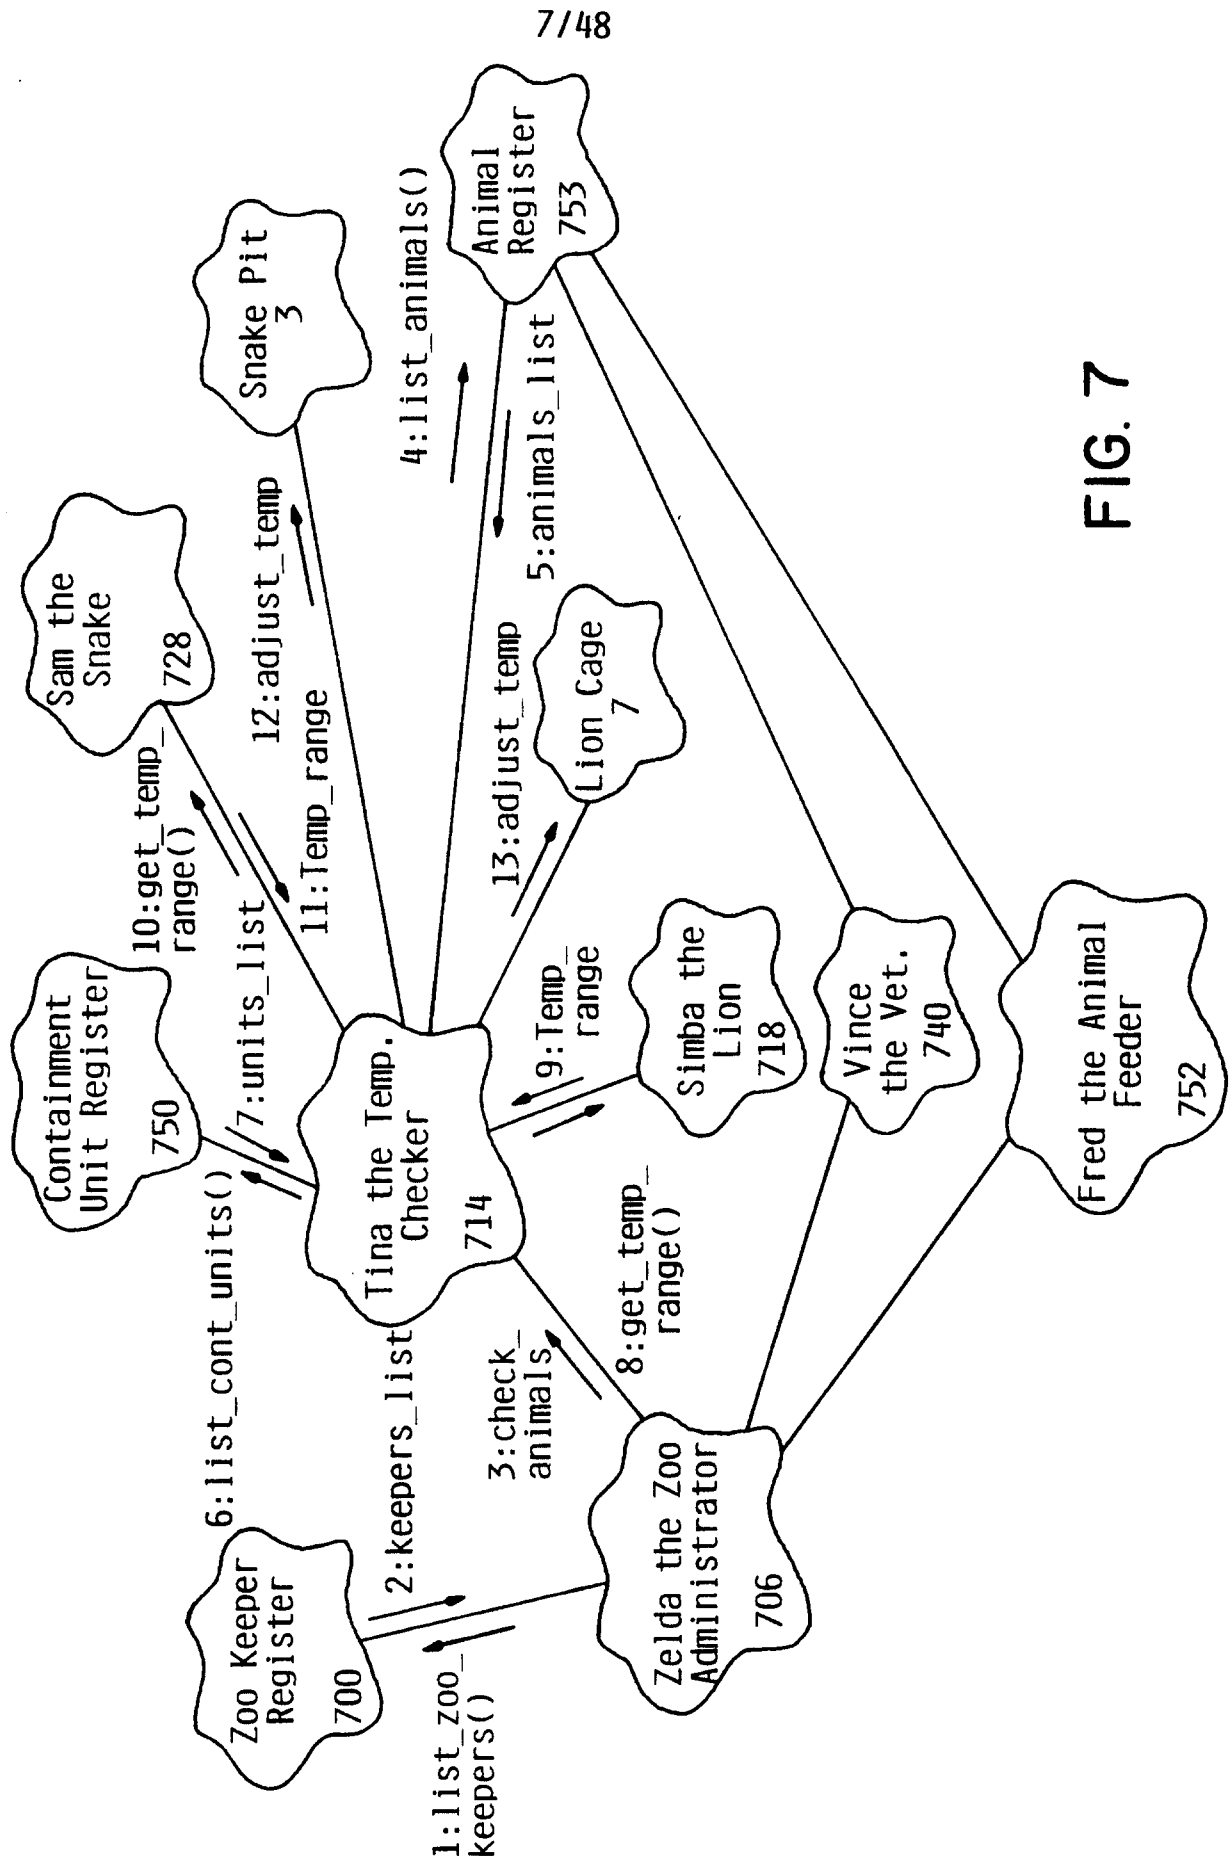 7/48
Zoo Keeper
Register
700
1:list_zoo_
keepers()
2:keepers_list
Zelda the Zoo
Administrator
706
3:check_
animals
6:list_cont_units()
Containment
Unit Register
750
7:units_list
Tina the Temp.
Checker
714
8:get_temp_
range()
9:Temp_
range
Simba the
Lion
718
Vince
the Vet.
740
Fred the Animal
Feeder
752
10:get_temp_
range()
11:Temp_range
Sam the
Snake
728
12:adjust_temp
Snake Pit
3
13:adjust_temp
Lion Cage
7
4:list_animals()
5:animals_list
Animal
Register
753
FIG. 7